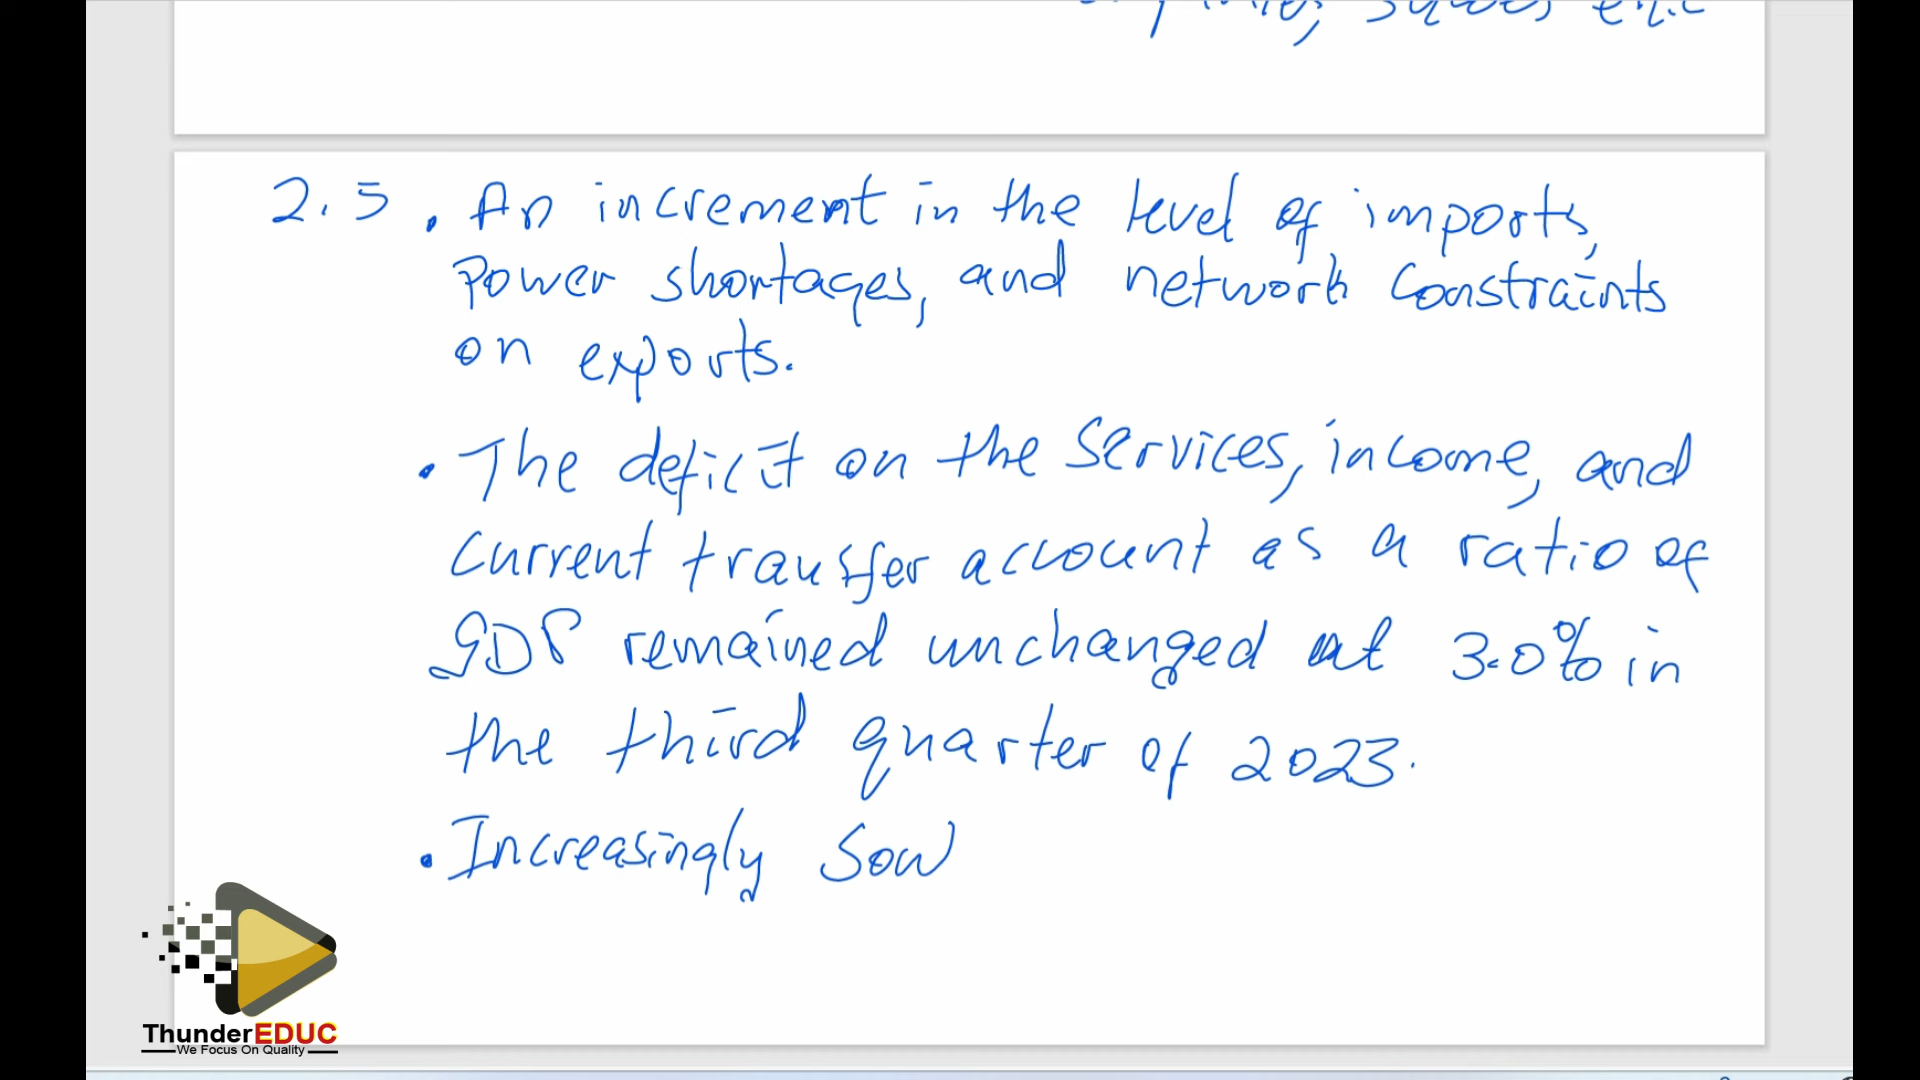 2.5 . An increment in the level of imports,
Power shortages, and network Constraints
on exports.
. The deficit on the Services, income, and
current transfer account as a ratio of
GDP remained unchanged at 3.0% in
the third quarter of 2023.
. Increasingly Sow
ThunderEDUC
We Focus On Quality